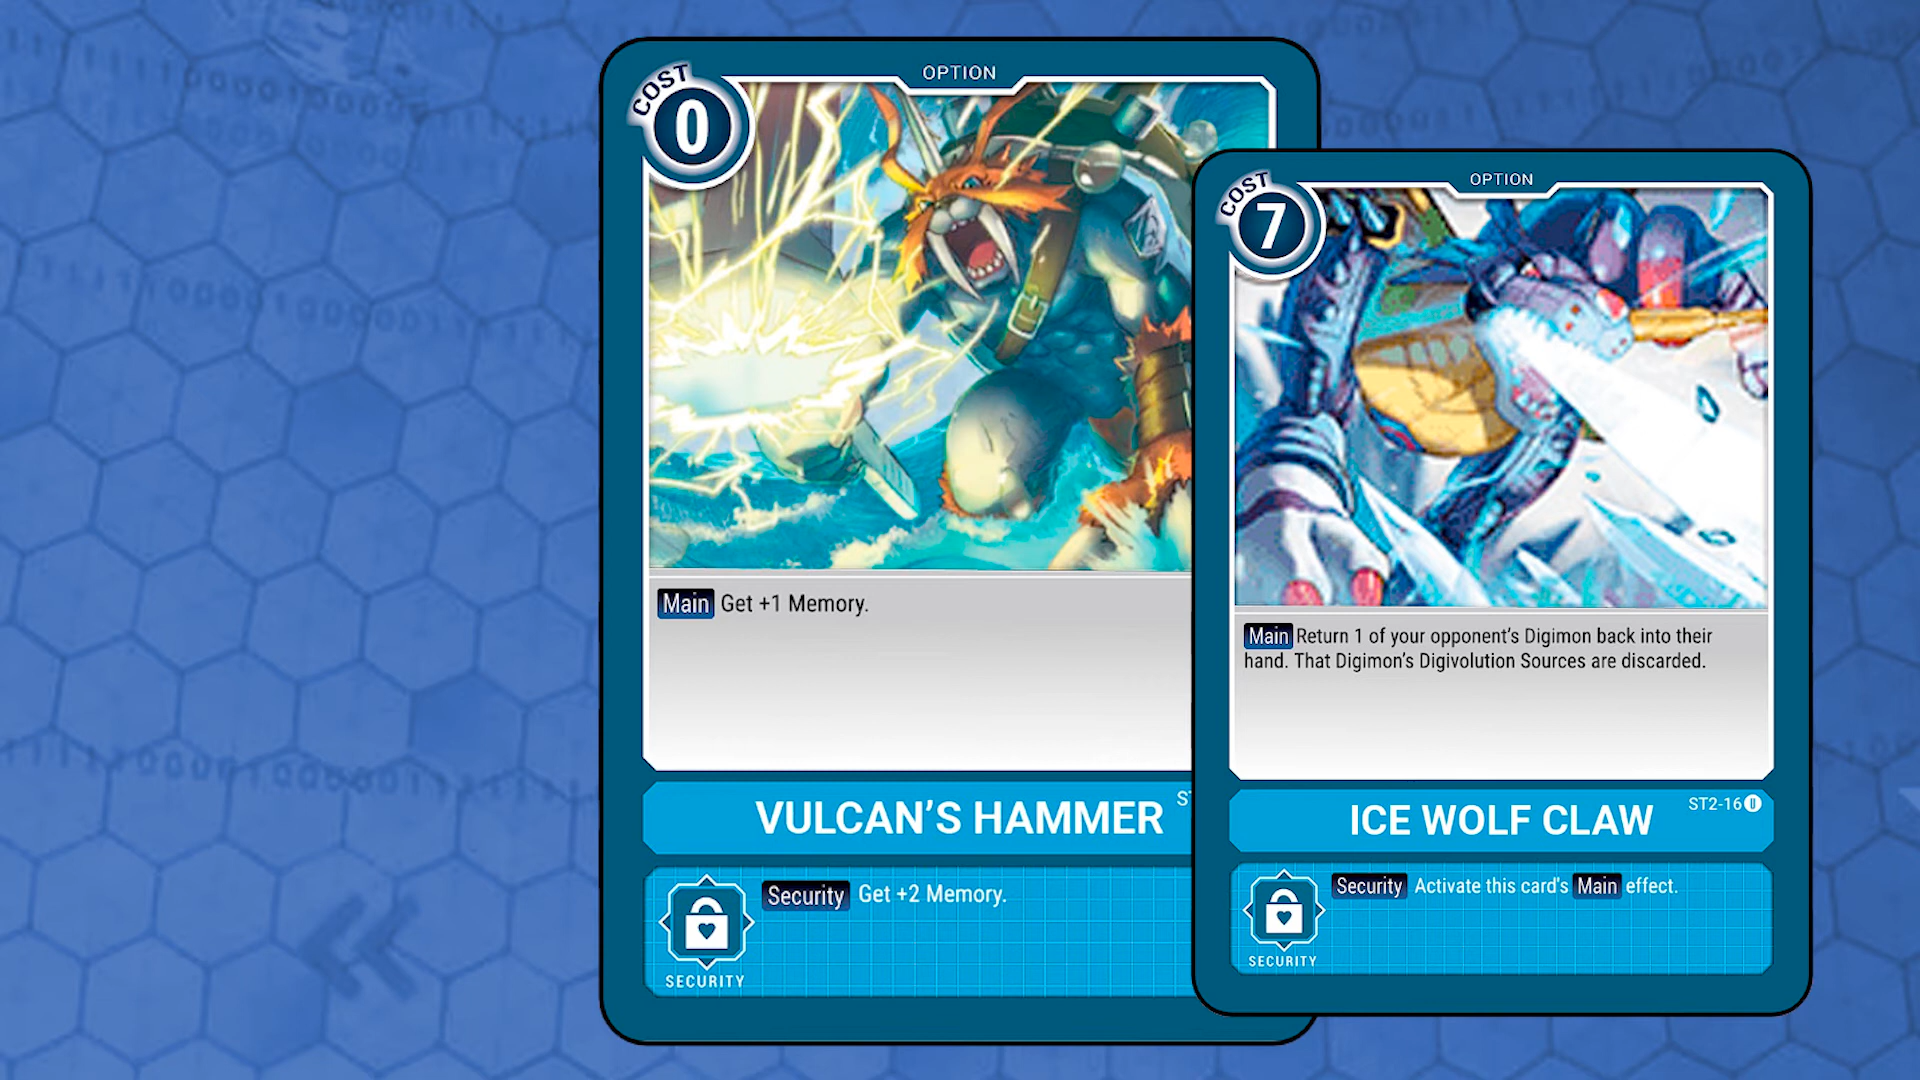 OPTION
COST
0
Main Get +1 Memory.
VULCAN’S HAMMER
Security Get +2 Memory.
SECURITY
OPTION
COST
7
Main Return 1 of your opponent’s Digimon back into their
hand. That Digimon’s Digivolution Sources are discarded.
ICE WOLF CLAW
ST2-16 U
Security Activate this card's Main effect.
SECURITY